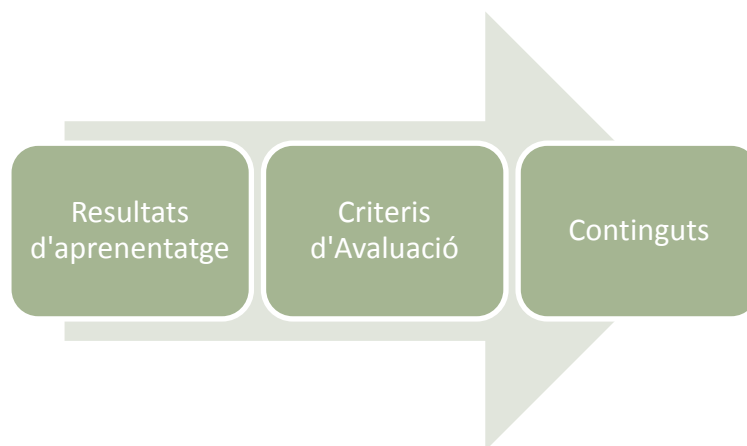 Resultats
d'aprenentatge
Criteris
d'Avaluació
Continguts